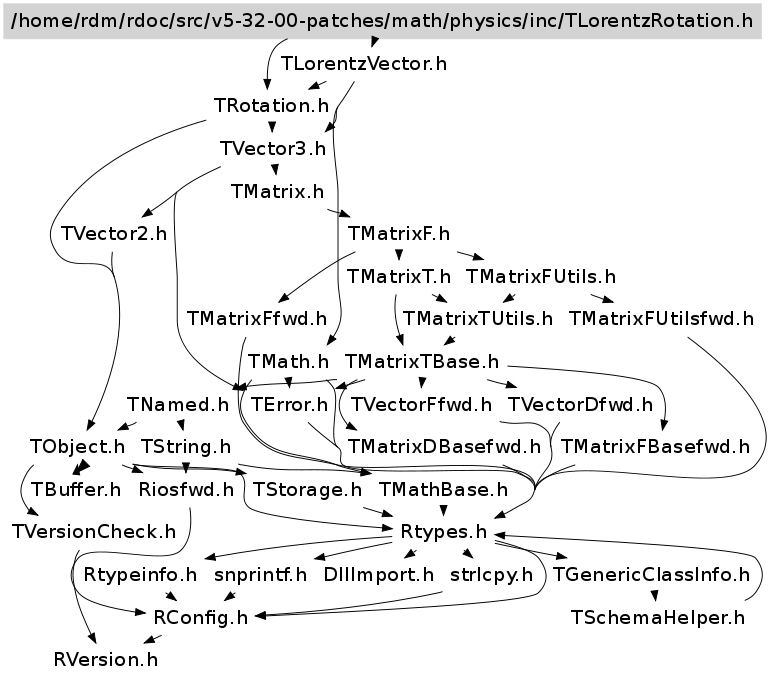 /home/rdm/rdoc/src/v5-32-00-patches/math/physics/inc/TLorentzRotation.h
TLorentzVector.h
TRotation.h
TVector3.h
TMatrix.h
TVector2.h
TMatrixF.h
TMatrixT.h
TMatrixFUtils.h
TMatrixFfwd.h
TMatrixTUtils.h
TMatrixFUtilsfwd.h
TMath.h
TMatrixTBase.h
TNamed.h
TError.h
TVectorFfwd.h
TVectorDfwd.h
TObject.h
TString.h
TMatrixDBasefwd.h
TMatrixFBasefwd.h
TBuffer.h
Riosfwd.h
TStorage.h
TMathBase.h
TVersionCheck.h
Rtypes.h
Rtypeinfo.h
snprintf.h
DllImport.h
strlcpy.h
TGenericClassInfo.h
RConfig.h
TSchemaHelper.h
RVersion.h